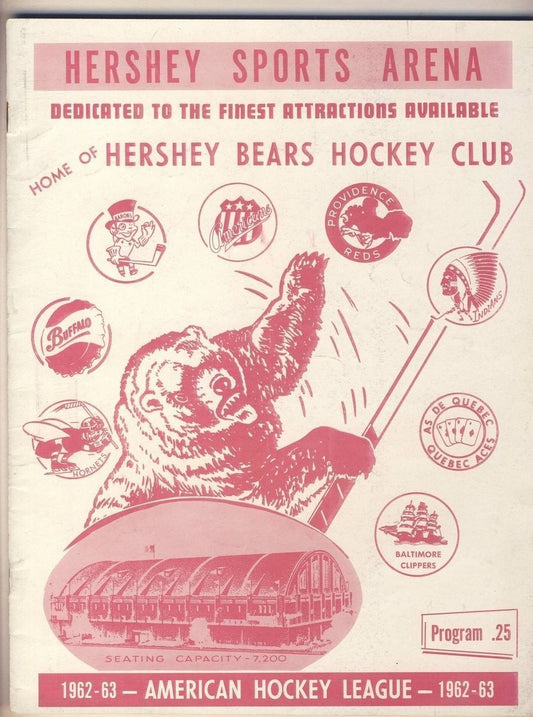 HERSHEY SPORTS ARENA
DEDICATED TO THE FINEST ATTRACTIONS AVAILABLE
HOME OF HERSHEY BEARS HOCKEY CLUB
BARONS
Americans
PROVIDENCE
REDS
INDIANS
BUFFALO
HORNETS
AS DE QUEBEC
QUEBEC ACES
BALTIMORE
CLIPPERS
SEATING CAPACITY - 7,200
Program .25
1962-63 — AMERICAN HOCKEY LEAGUE — 1962-63